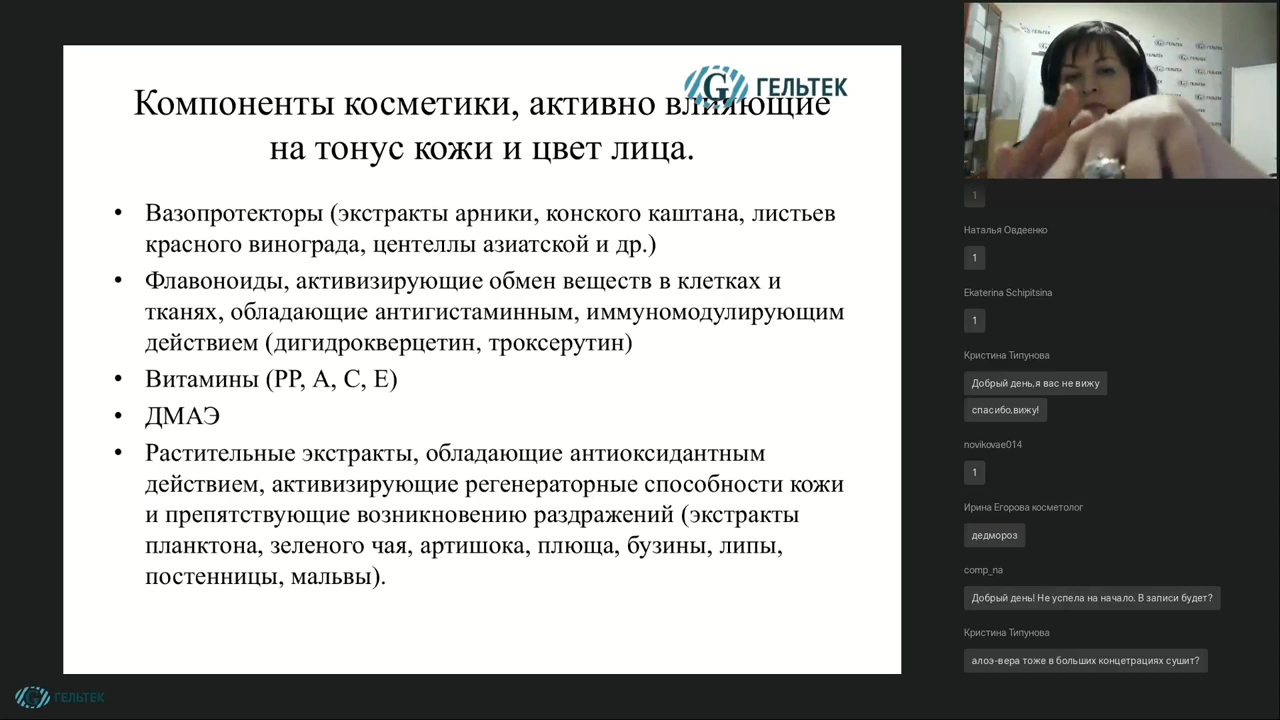 ГЕЛЬТЕК
Компоненты косметики, активно влияющие
на тонус кожи и цвет лица.
• Вазопротекторы (экстракты арники, конского каштана, листьев
красного винограда, центеллы азиатской и др.)
• Флавоноиды, активизирующие обмен веществ в клетках и
тканях, обладающие антигистаминным, иммуномодулирующим
действием (дигидрокверцетин, троксерутин)
• Витамины (РР, А, С, Е)
• ДМАЭ
• Растительные экстракты, обладающие антиоксидантным
действием, активизирующие регенераторные способности кожи
и препятствующие возникновению раздражений (экстракты
планктона, зеленого чая, артишока, плюща, бузины, липы,
постенницы, мальвы).
ГЕЛЬТЕК
1
Наталья Овдеенко
1
Ekaterina Schipitsina
1
Кристина Типунова
Добрый день,я вас не вижу
спасибо,вижу!
novikovae014
1
Ирина Егорова косметолог
дедмороз
comp_na
Добрый день! Не успела на начало. В записи будет?
Кристина Типунова
алоэ-вера тоже в больших концетрациях сушит?